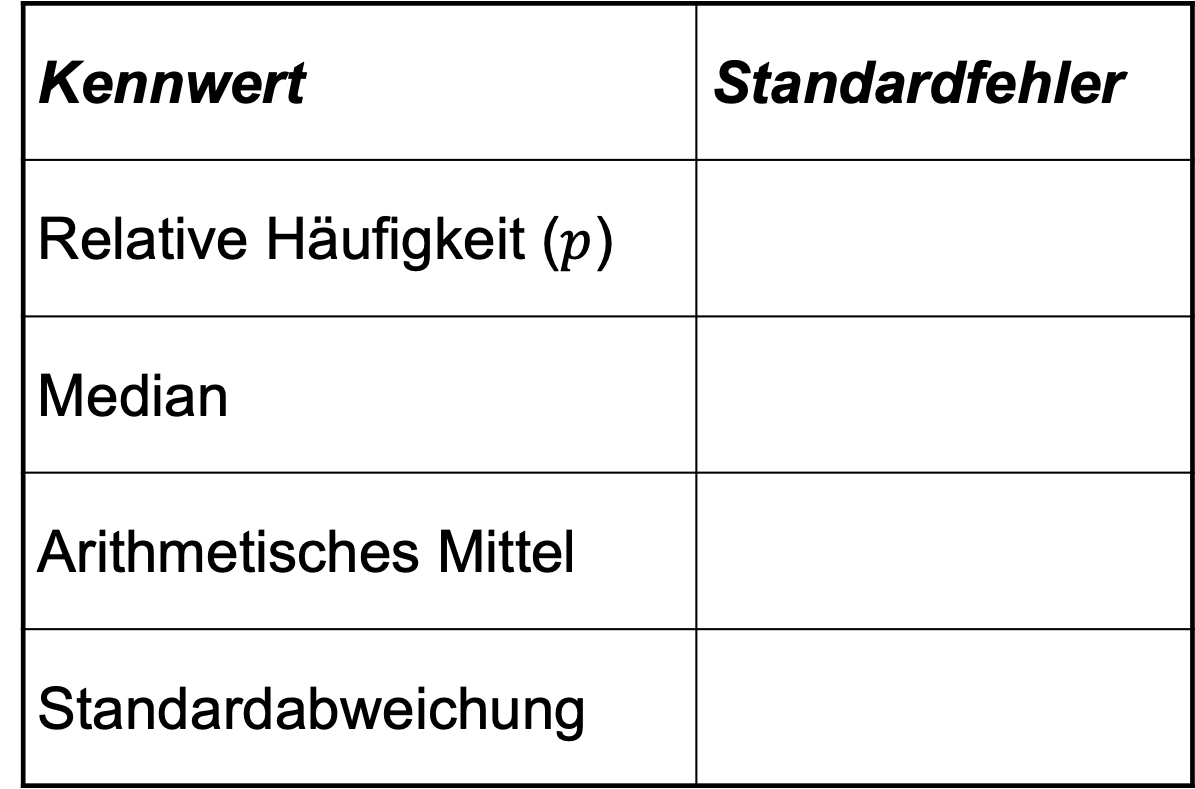 Kennwert Standardfehler
Relative Häufigkeit (p)
Median
Arithmetisches Mittel
Standardabweichung